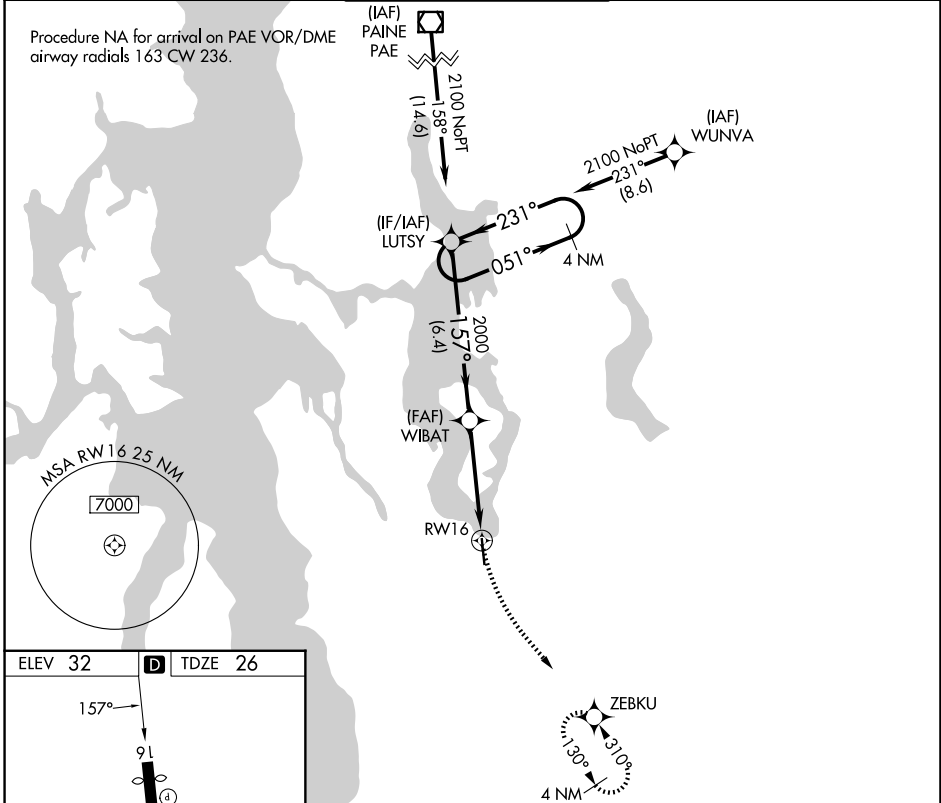 Procedure NA for arrival on PAE VOR/DME
airway radials 163 CW 236.
(IAF)
PAINE
PAE
2100 NoPT
158°
(14.6)
(IAF)
WUNVA
2100 NoPT
231°
(8.6)
(IF/IAF)
LUTSY
231°
051°
4 NM
2000
157°
(6.4)
(FAF)
WIBAT
MSA RW16 25 NM
7000
RW16
ELEV 32
D
TDZE 26
157°
16
P
ZEBKU
130°
310°
4 NM